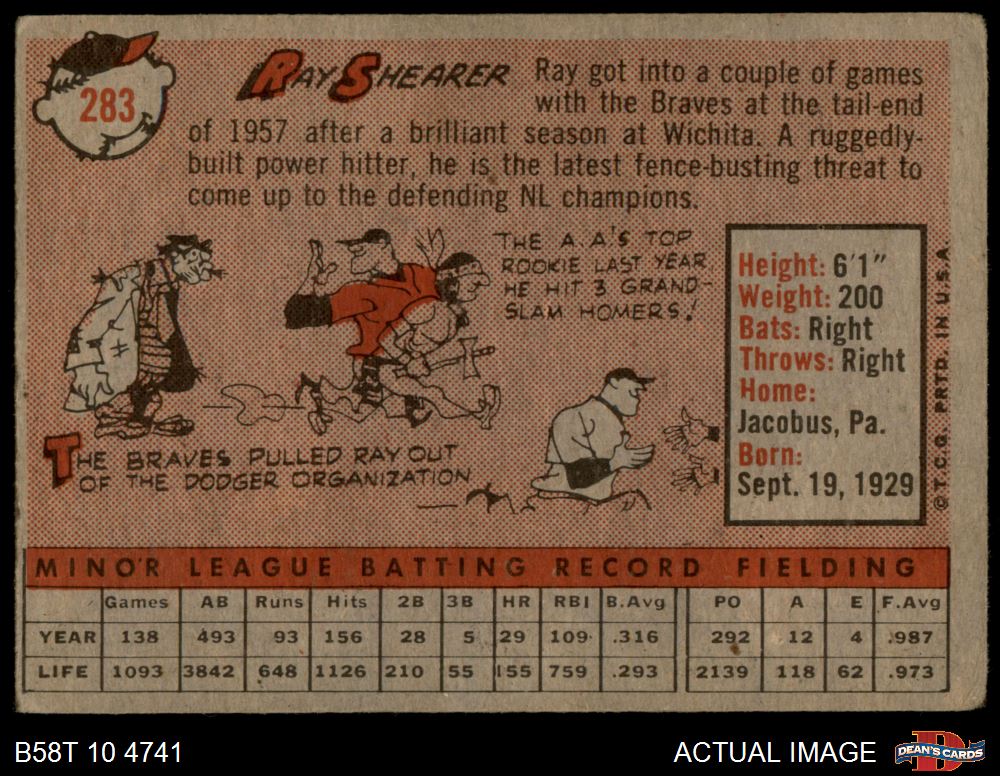 283
RAY SHEARER
Ray got into a couple of games
with the Braves at the tail-end
of 1957 after a brilliant season at Wichita. A ruggedly-
built power hitter, he is the latest fence-busting threat to
come up to the defending NL champions.
THE A.A'S TOP
ROOKIE LAST YEAR,
HE HIT 3 GRAND-
SLAM HOMERS!
THE BRAVES PULLED RAY OUT
OF THE DODGER ORGANIZATION
Height: 6'1"
Weight: 200
Bats: Right
Throws: Right
Home:
Jacobus, Pa.
Born:
Sept. 19, 1929
© T.C.G. PRTD. IN U.S.A.
MINOR LEAGUE BATTING RECORD FIELDING
Games AB Runs Hits 2B 3B HR RBI B.Avg PO A E F.Avg
YEAR 138 493 93 156 28 5 29 109 .316 292 12 4 .987
LIFE 1093 3842 648 1126 210 55 155 759 .293 2139 118 62 .973
B58T 10 4741
ACTUAL IMAGE
DEAN'S CARDS